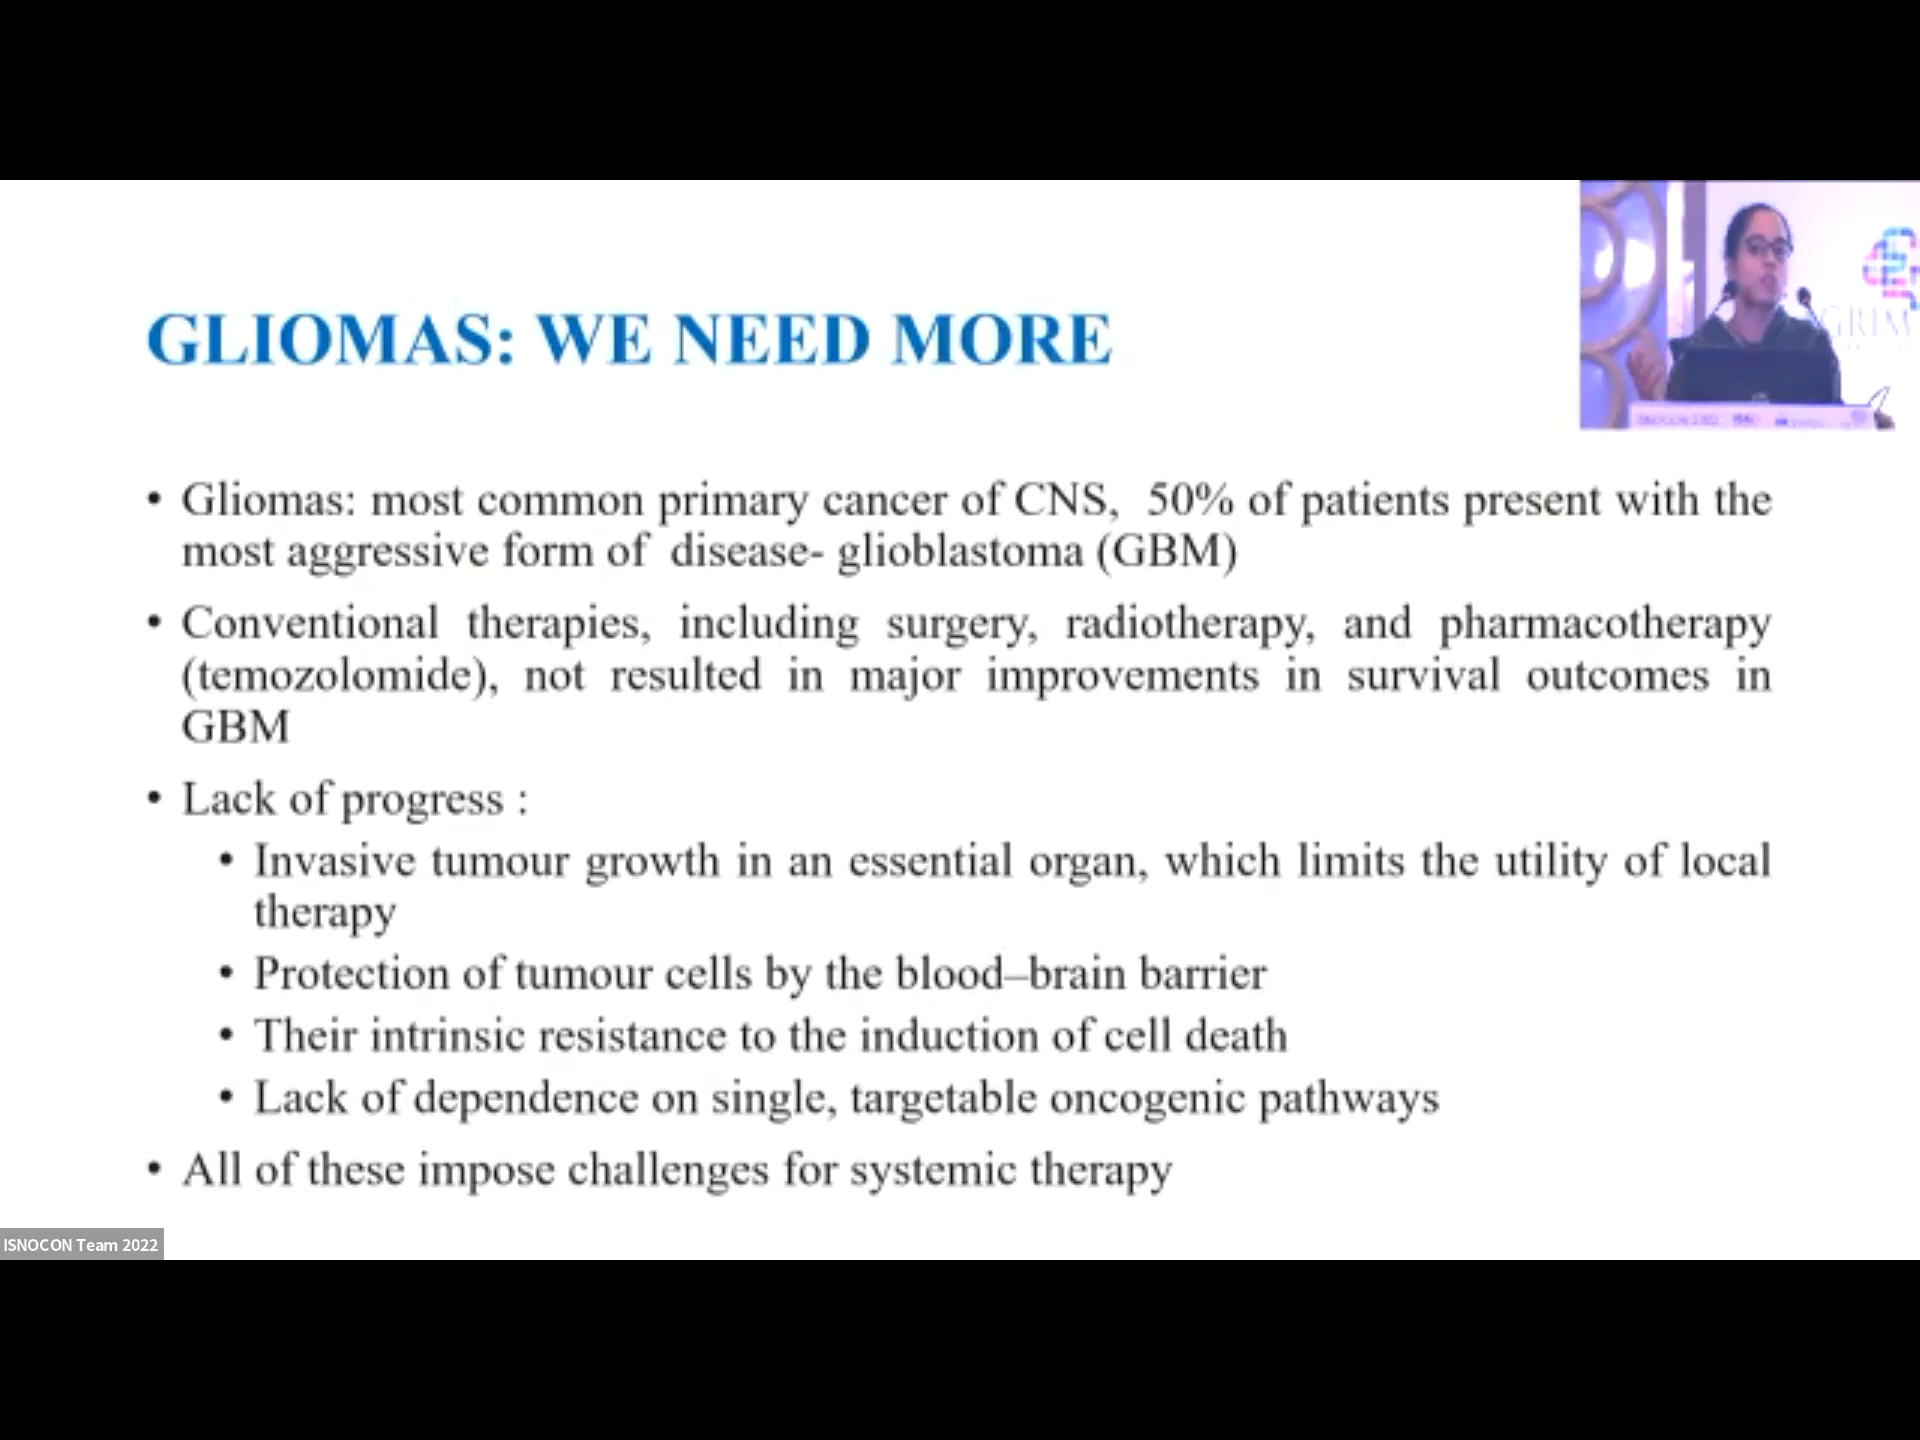 GLIOMAS: WE NEED MORE
• Gliomas: most common primary cancer of CNS, 50% of patients present with the
most aggressive form of disease- glioblastoma (GBM)
• Conventional therapies, including surgery, radiotherapy, and pharmacotherapy
(temozolomide), not resulted in major improvements in survival outcomes in
GBM
• Lack of progress :
• Invasive tumour growth in an essential organ, which limits the utility of local
therapy
• Protection of tumour cells by the blood–brain barrier
• Their intrinsic resistance to the induction of cell death
• Lack of dependence on single, targetable oncogenic pathways
• All of these impose challenges for systemic therapy
GRIM
ISNOCON 2022
ISNOCON Team 2022